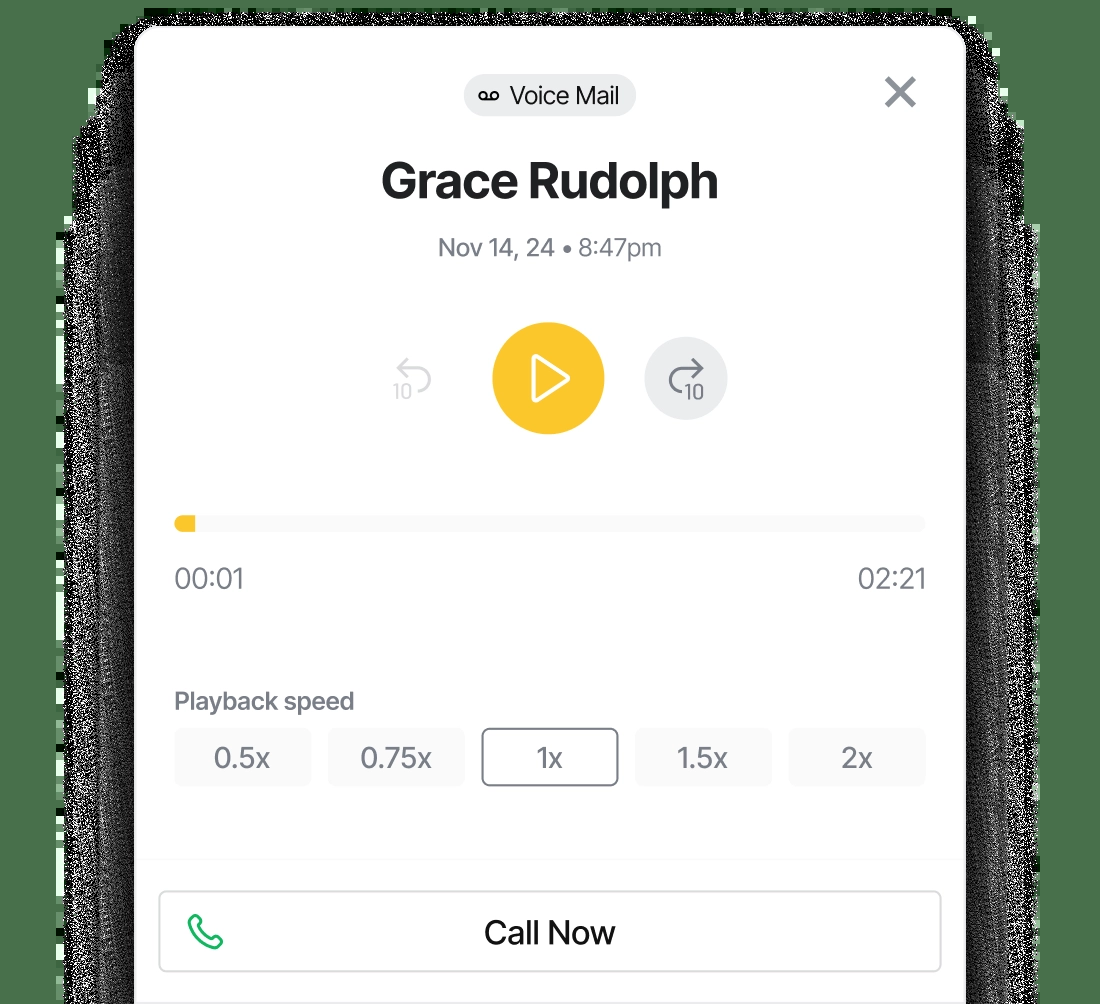 Voice Mail
Grace Rudolph
Nov 14, 24 • 8:47pm
10
10
00:01
02:21
Playback speed
0.5x
0.75x
1x
1.5x
2x
Call Now